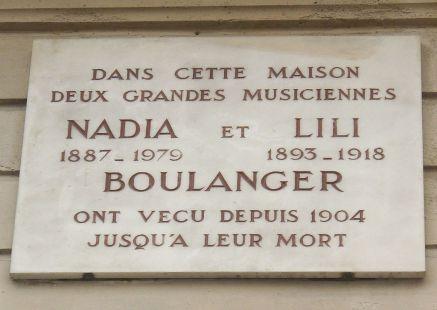 DANS CETTE MAISON
DEUX GRANDES MUSICIENNES
NADIA ET LILI
1887_1979 1893_1918
BOULANGER
ONT VECU DEPUIS 1904
JUSQU'A LEUR MORT